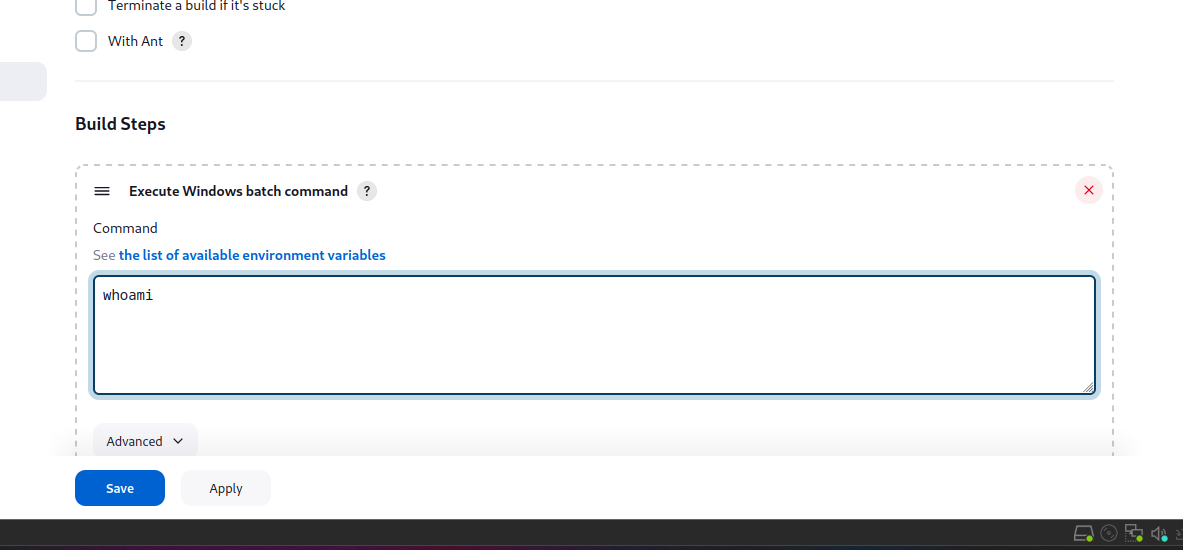 Terminate a build if it's stuck
With Ant ?
Build Steps
Execute Windows batch command ?
Command
See the list of available environment variables
whoami
Advanced
Save Apply